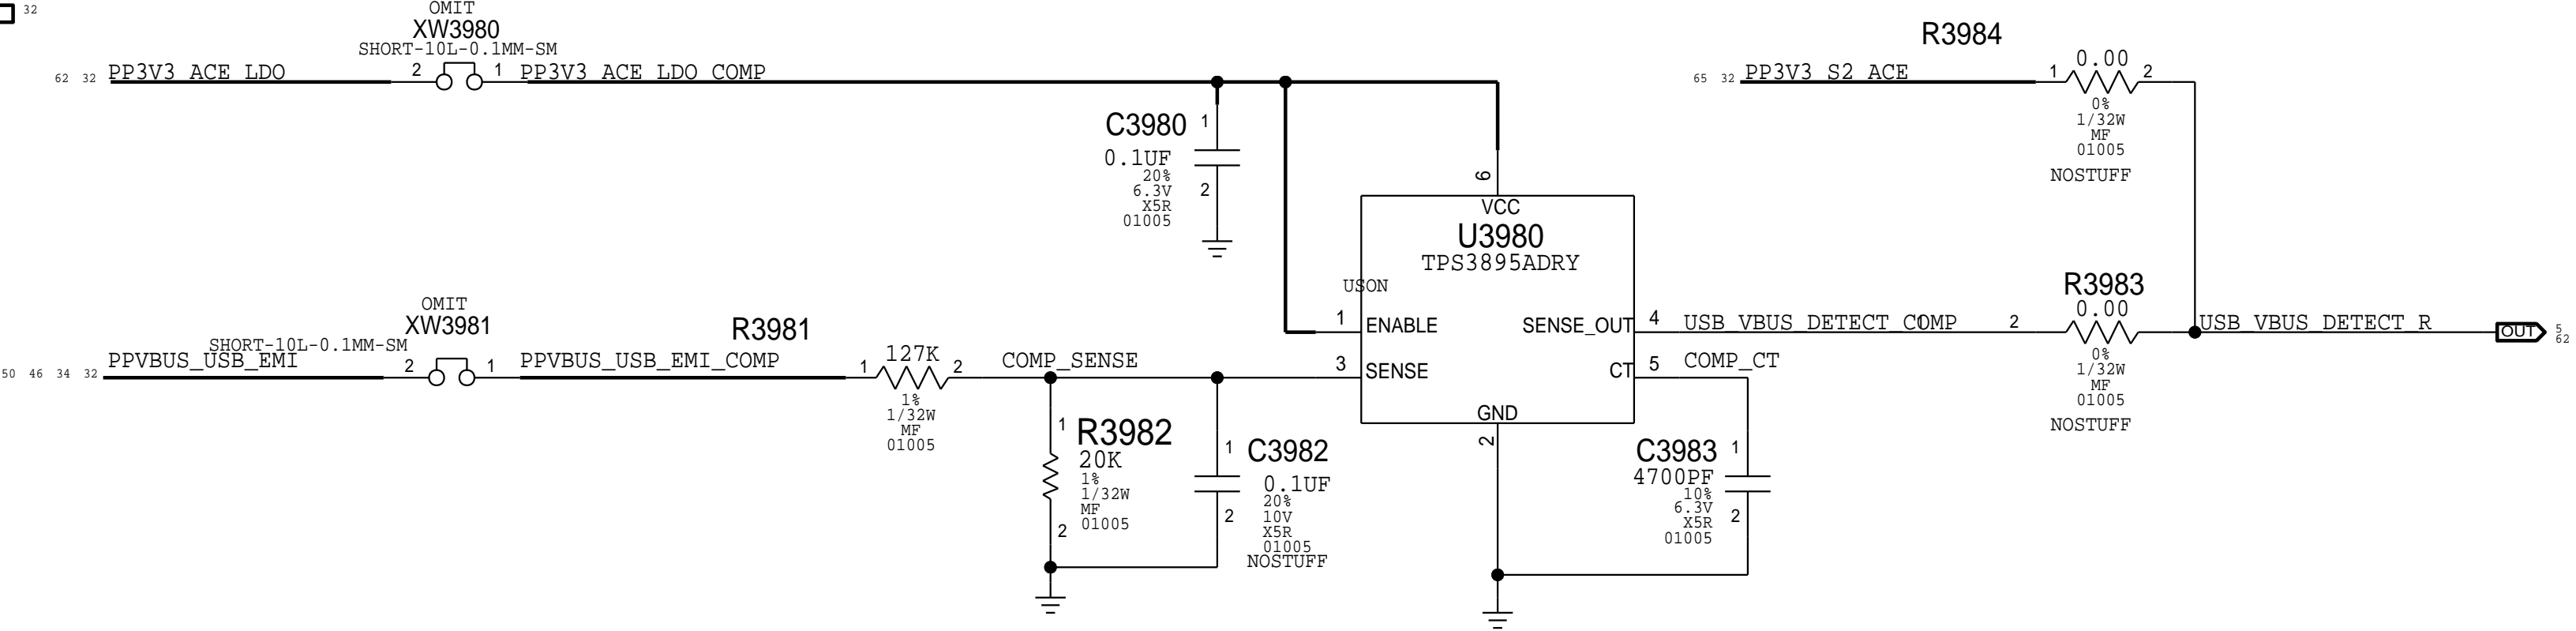 32
OMIT
XW3980
SHORT-10L-0.1MM-SM
62 32 PP3V3_ACE_LDO 2 1 PP3V3_ACE_LDO_COMP
C3980 1
0.1UF
20%
6.3V 2
X5R
01005
R3984
65 32 PP3V3_S2_ACE 1 0.00 2
0%
1/32W
MF
01005
NOSTUFF
6
VCC
U3980
TPS3895ADRY
USON
1 ENABLE
SENSE_OUT 4 USB_VBUS_DETECT_COMP
3 SENSE
CT 5 COMP_CT
GND
2
OMIT
XW3981
SHORT-10L-0.1MM-SM
50 46 34 32 PPVBUS_USB_EMI 2 1 PPVBUS_USB_EMI_COMP
R3981
1 127K 2 COMP_SENSE
1%
1/32W
MF
01005
1 R3982
20K
1%
1/32W
MF
2 01005
1 C3982
0.1UF
20%
2 10V
X5R
01005
NOSTUFF
C3983 1
4700PF
10%
6.3V
X5R 2
01005
R3983
2 0.00 1
0%
1/32W
MF
01005
NOSTUFF
USB_VBUS_DETECT_R OUT 5
62